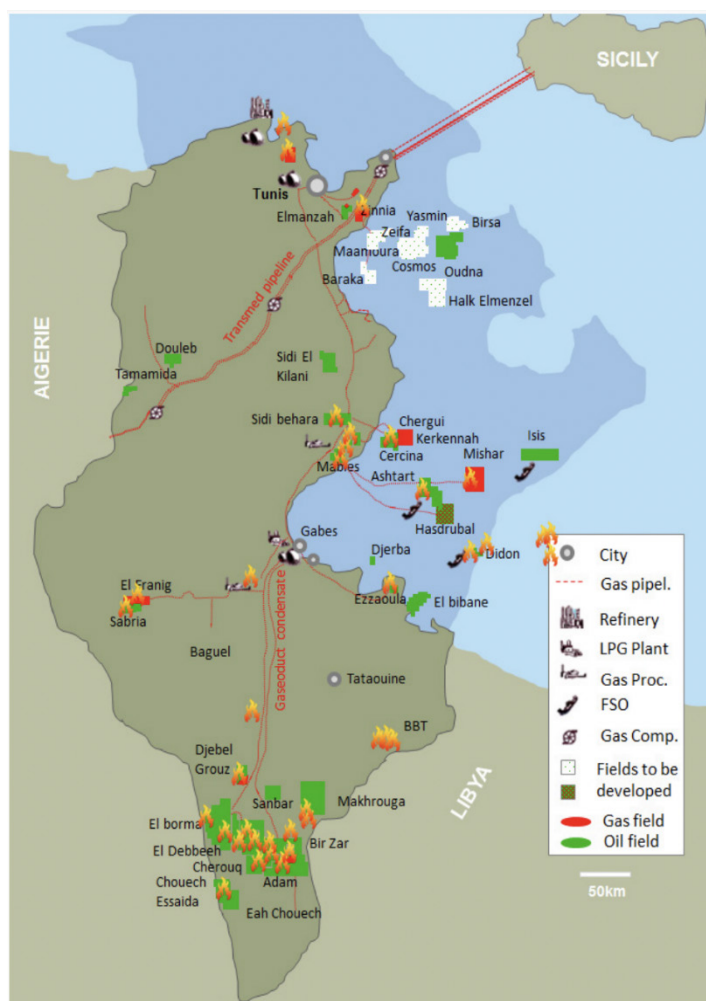 SICILY
Tunis
Elmanzah
Zinnia
Yasmin
Birsa
Zeifa
Maamoura
Cosmos
Oudna
Baraka
Halk Elmenzel
Transmed pipeline
AIGERIE
Douleb
Tamamida
Sidi El
Kilani
Sidi behara
Chergui
Kerkennah
Cercina
Isis
Mishar
Mables
Ashtart
Hasdrubal
Gabes
Djerba
Didon
El Franig
Sabria
Ezzaoula
El bibane
Baguel
Gaseoduct condensate
Tataouine
BBT
Djebel
Grouz
Sanbar
Makhrouga
LIBYA
El borma
Bir Zar
El Debbeeh
Cherouq
Adam
Chouech
Essaida
Eah Chouech
City
Gas pipel.
Refinery
LPG Plant
Gas Proc.
FSO
Gas Comp.
Fields to be
developed
Gas field
Oil field
50km